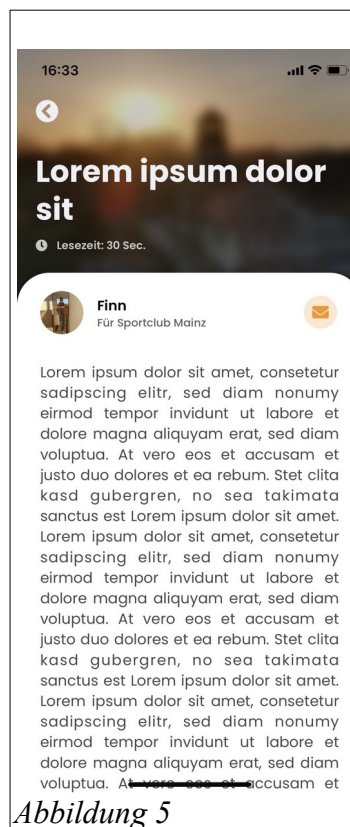 16:33
Lorem ipsum dolor
sit
Lesezeit: 30 Sec.
Finn
Für Sportclub Mainz
Lorem ipsum dolor sit amet, consetetur
sadipscing elitr, sed diam nonumy
eirmod tempor invidunt ut labore et
dolore magna aliquyam erat, sed diam
voluptua. At vero eos et accusam et
justo duo dolores et ea rebum. Stet clita
kasd gubergren, no sea takimata
sanctus est Lorem ipsum dolor sit amet.
Lorem ipsum dolor sit amet, consetetur
sadipscing elitr, sed diam nonumy
eirmod tempor invidunt ut labore et
dolore magna aliquyam erat, sed diam
voluptua. At vero eos et accusam et
justo duo dolores et ea rebum. Stet clita
kasd gubergren, no sea takimata
sanctus est Lorem ipsum dolor sit amet.
Lorem ipsum dolor sit amet, consetetur
sadipscing elitr, sed diam nonumy
eirmod tempor invidunt ut labore et
dolore magna aliquyam erat, sed diam
voluptua. At vero eos et accusam et
Abbildung 5